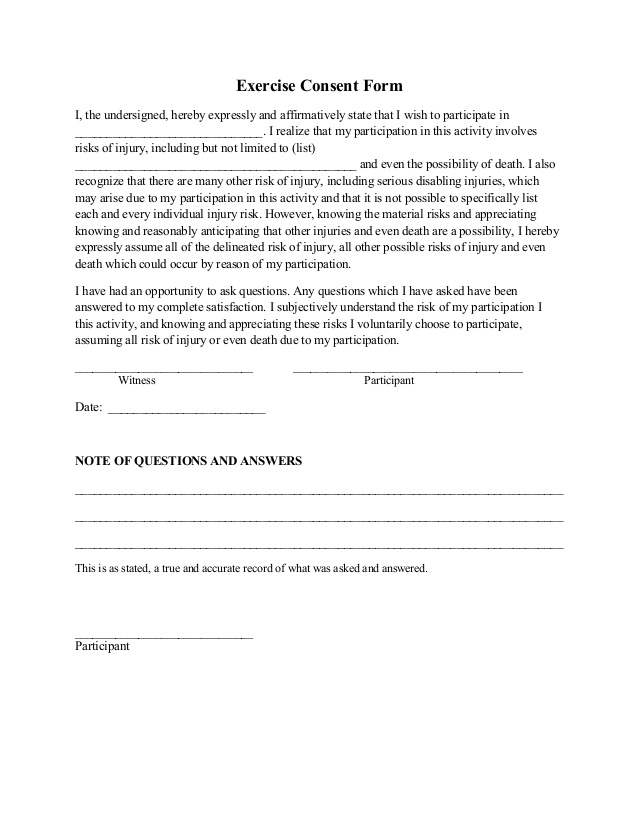 Exercise Consent Form
I, the undersigned, hereby expressly and affirmatively state that I wish to participate in
______________________________. I realize that my participation in this activity involves
risks of injury, including but not limited to (list)
_____________________________________________ and even the possibility of death. I also
recognize that there are many other risk of injury, including serious disabling injuries, which
may arise due to my participation in this activity and that it is not possible to specifically list
each and every individual injury risk. However, knowing the material risks and appreciating
knowing and reasonably anticipating that other injuries and even death are a possibility, I hereby
expressly assume all of the delineated risk of injury, all other possible risks of injury and even
death which could occur by reason of my participation.
I have had an opportunity to ask questions. Any questions which I have asked have been
answered to my complete satisfaction. I subjectively understand the risk of my participation I
this activity, and knowing and appreciating these risks I voluntarily choose to participate,
assuming all risk of injury or even death due to my participation.
____________________________ ____________________________________
Witness Participant
Date: _________________________
NOTE OF QUESTIONS AND ANSWERS
______________________________________________________________________________
______________________________________________________________________________
______________________________________________________________________________
This is as stated, a true and accurate record of what was asked and answered.
____________________________
Participant